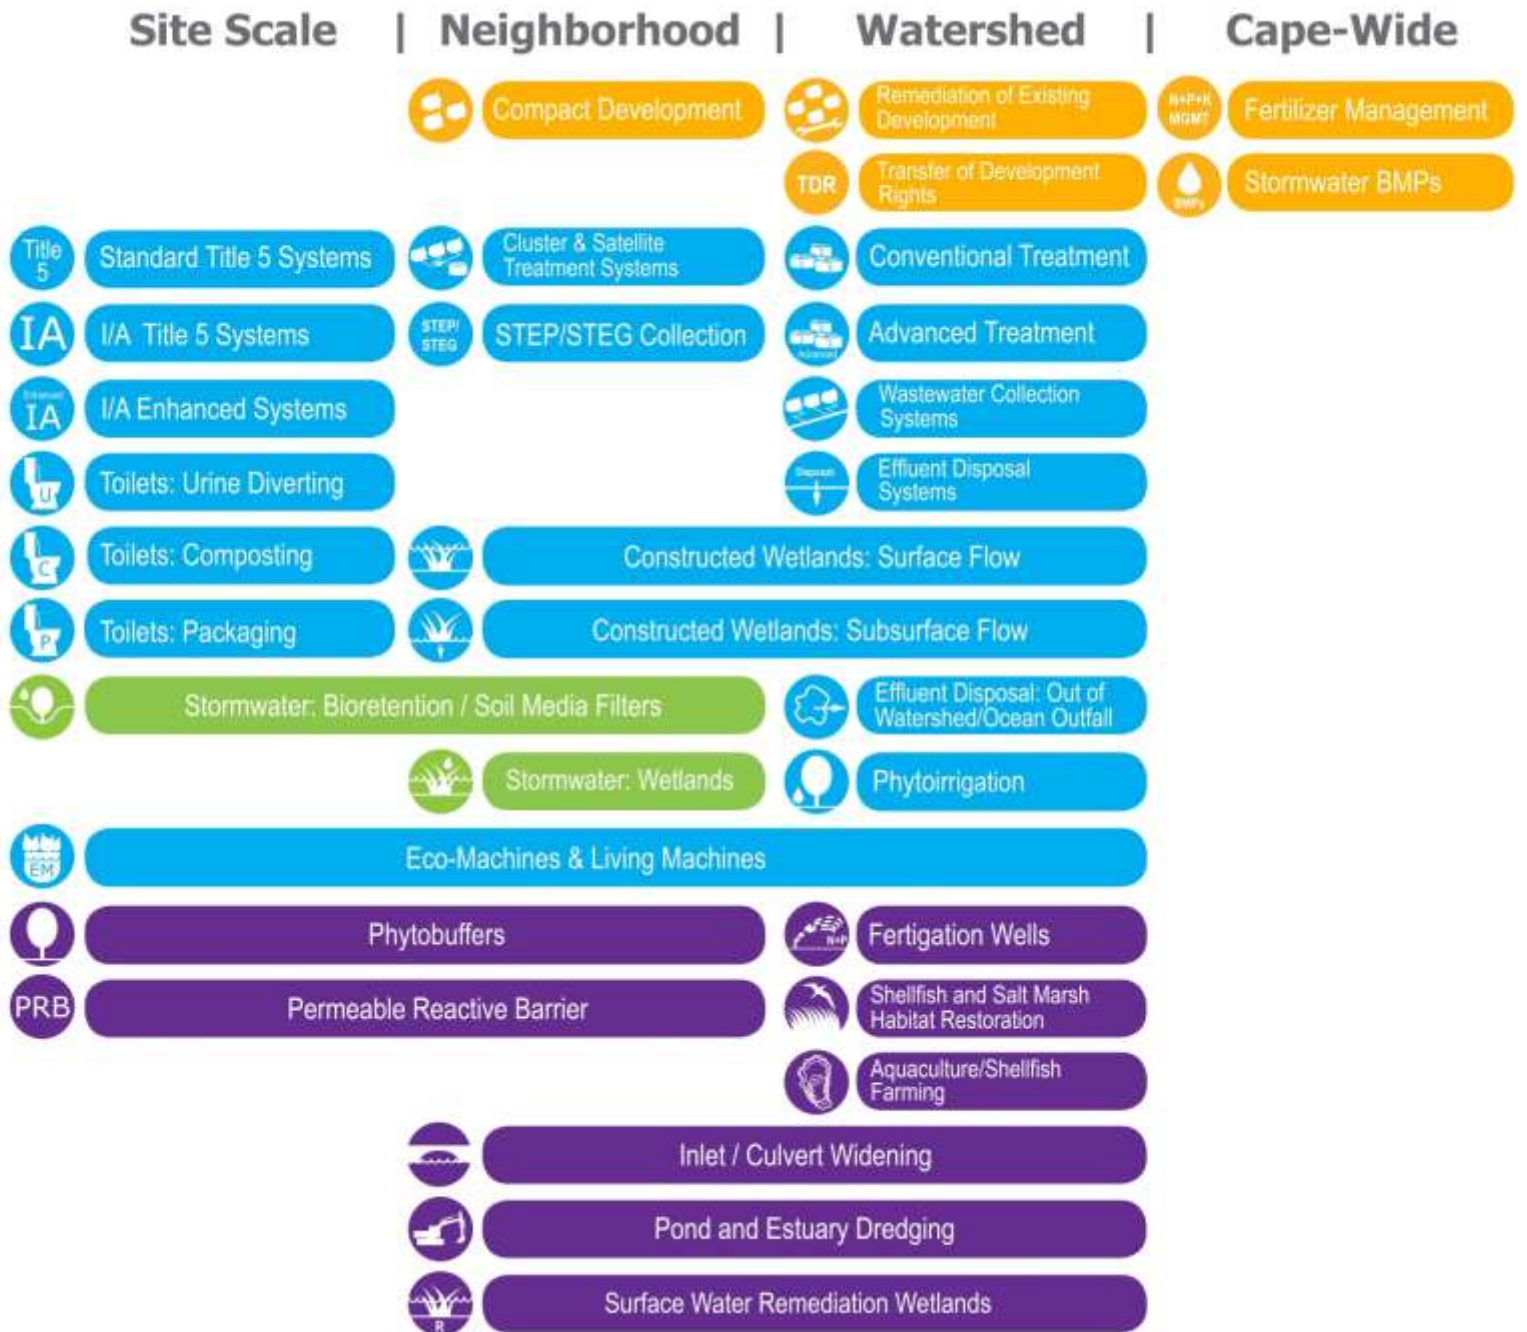 Site Scale | Neighborhood | Watershed | Cape-Wide
Compact Development
Remediation of Existing
Development
N+P+K
MGMT
Fertilizer Management
TDR
Transfer of Development
Rights
BMPs
Stormwater BMPs
Title
5
Standard Title 5 Systems
Cluster & Satellite
Treatment Systems
Conventional Treatment
IA
I/A Title 5 Systems
STEP/
STEG
STEP/STEG Collection
Advanced
Advanced Treatment
Enhanced
IA
I/A Enhanced Systems
Wastewater Collection
Systems
U
Toilets: Urine Diverting
Disposal
Effluent Disposal
Systems
C
Toilets: Composting
Constructed Wetlands: Surface Flow
P
Toilets: Packaging
Constructed Wetlands: Subsurface Flow
Stormwater: Bioretention / Soil Media Filters
Effluent Disposal: Out of
Watershed/Ocean Outfall
Stormwater: Wetlands
Phytoirrigation
EM
Eco-Machines & Living Machines
Phytobuffers
N+P
Fertigation Wells
PRB
Permeable Reactive Barrier
Shellfish and Salt Marsh
Habitat Restoration
Aquaculture/Shellfish
Farming
Inlet / Culvert Widening
Pond and Estuary Dredging
R
Surface Water Remediation Wetlands